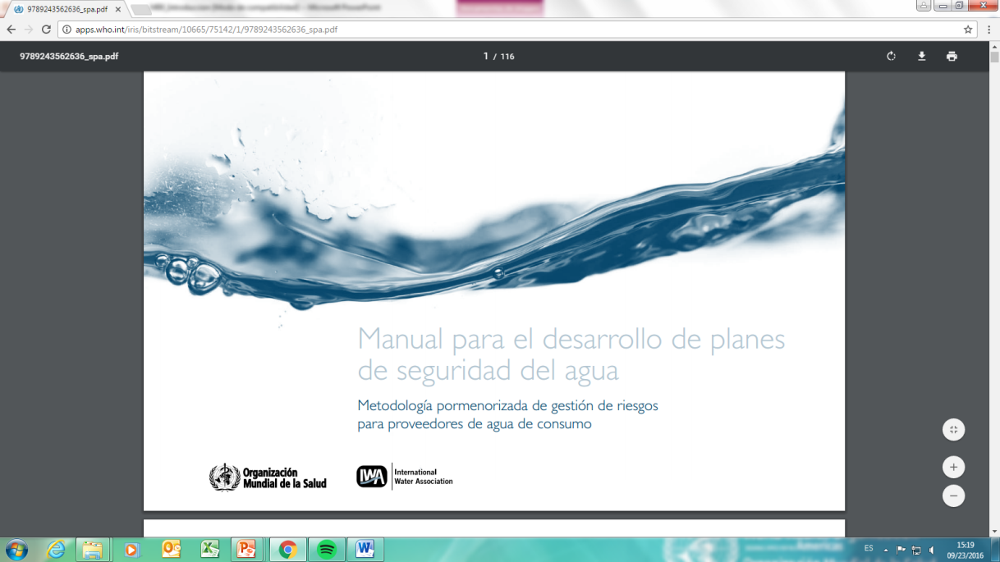 9789243562636_spa.pdf
apps.who.int/iris/bitstream/10665/75142/1/9789243562636_spa.pdf
9789243562636_spa.pdf
1 / 116
Manual para el desarrollo de planes
de seguridad del agua
Metodología pormenorizada de gestión de riesgos
para proveedores de agua de consumo
Organización
Mundial de la Salud
IWA
International
Water Association
ES
15:19
09/23/2016